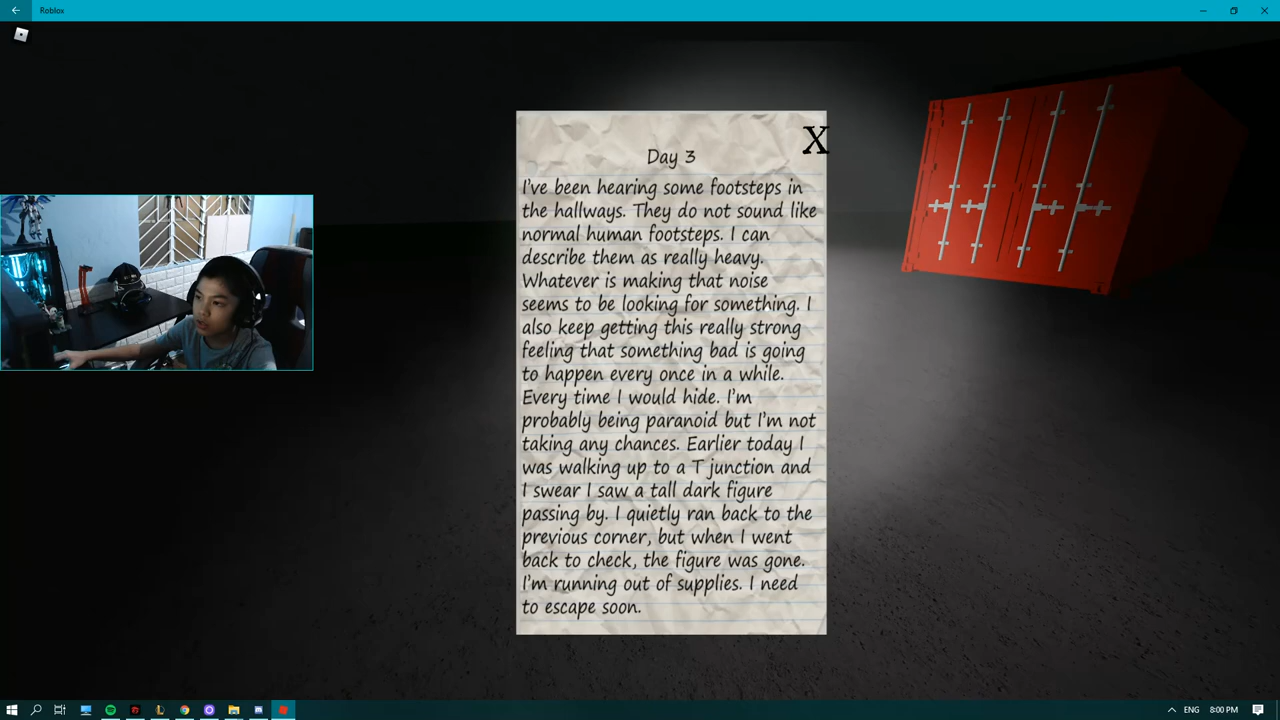 Roblox
X
Day 3
I've been hearing some footsteps in
the hallways. They do not sound like
normal human footsteps. I can
describe them as really heavy.
Whatever is making that noise
seems to be looking for something. I
also keep getting this really strong
feeling that something bad is going
to happen every once in a while.
Every time I would hide. I'm
probably being paranoid but I'm not
taking any chances. Earlier today I
was walking up to a T junction and
I swear I saw a tall dark figure
passing by. I quietly ran back to the
previous corner, but when I went
back to check, the figure was gone.
I'm running out of supplies. I need
to escape soon.
ENG
8:00 PM